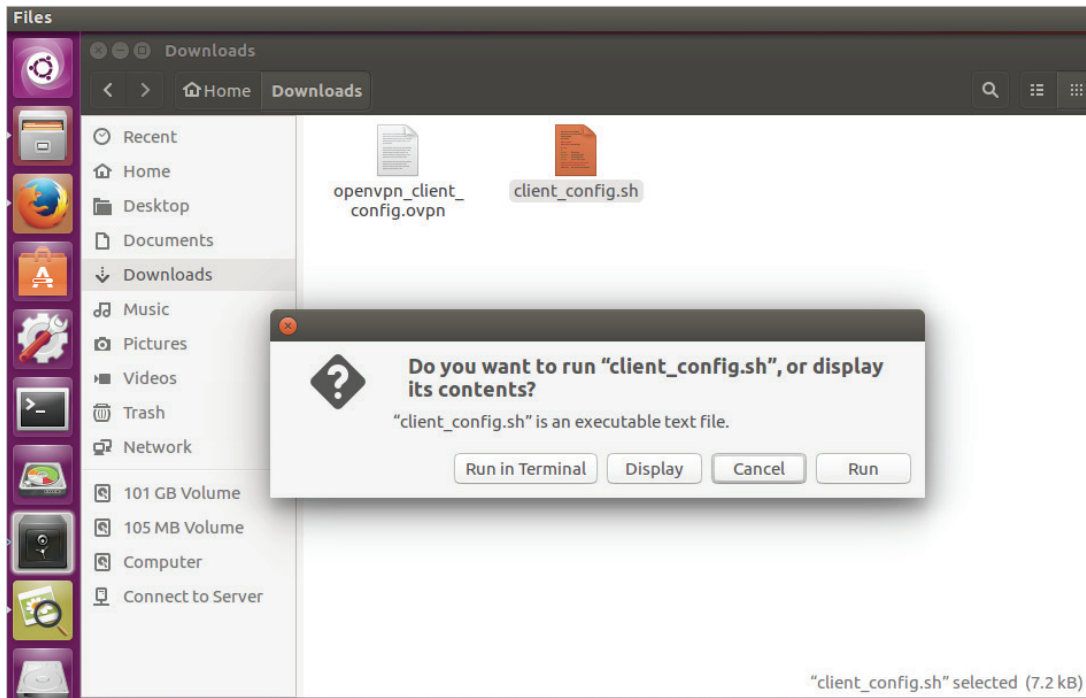 Files
Downloads
Home Downloads
Recent
Home
Desktop
Documents
Downloads
Music
Pictures
Videos
Trash
Network
101 GB Volume
105 MB Volume
Computer
Connect to Server
openvpn_client_
config.ovpn
client_config.sh
Do you want to run “client_config.sh”, or display
its contents?
“client_config.sh” is an executable text file.
Run in Terminal Display Cancel Run
“client_config.sh” selected (7.2 kB)